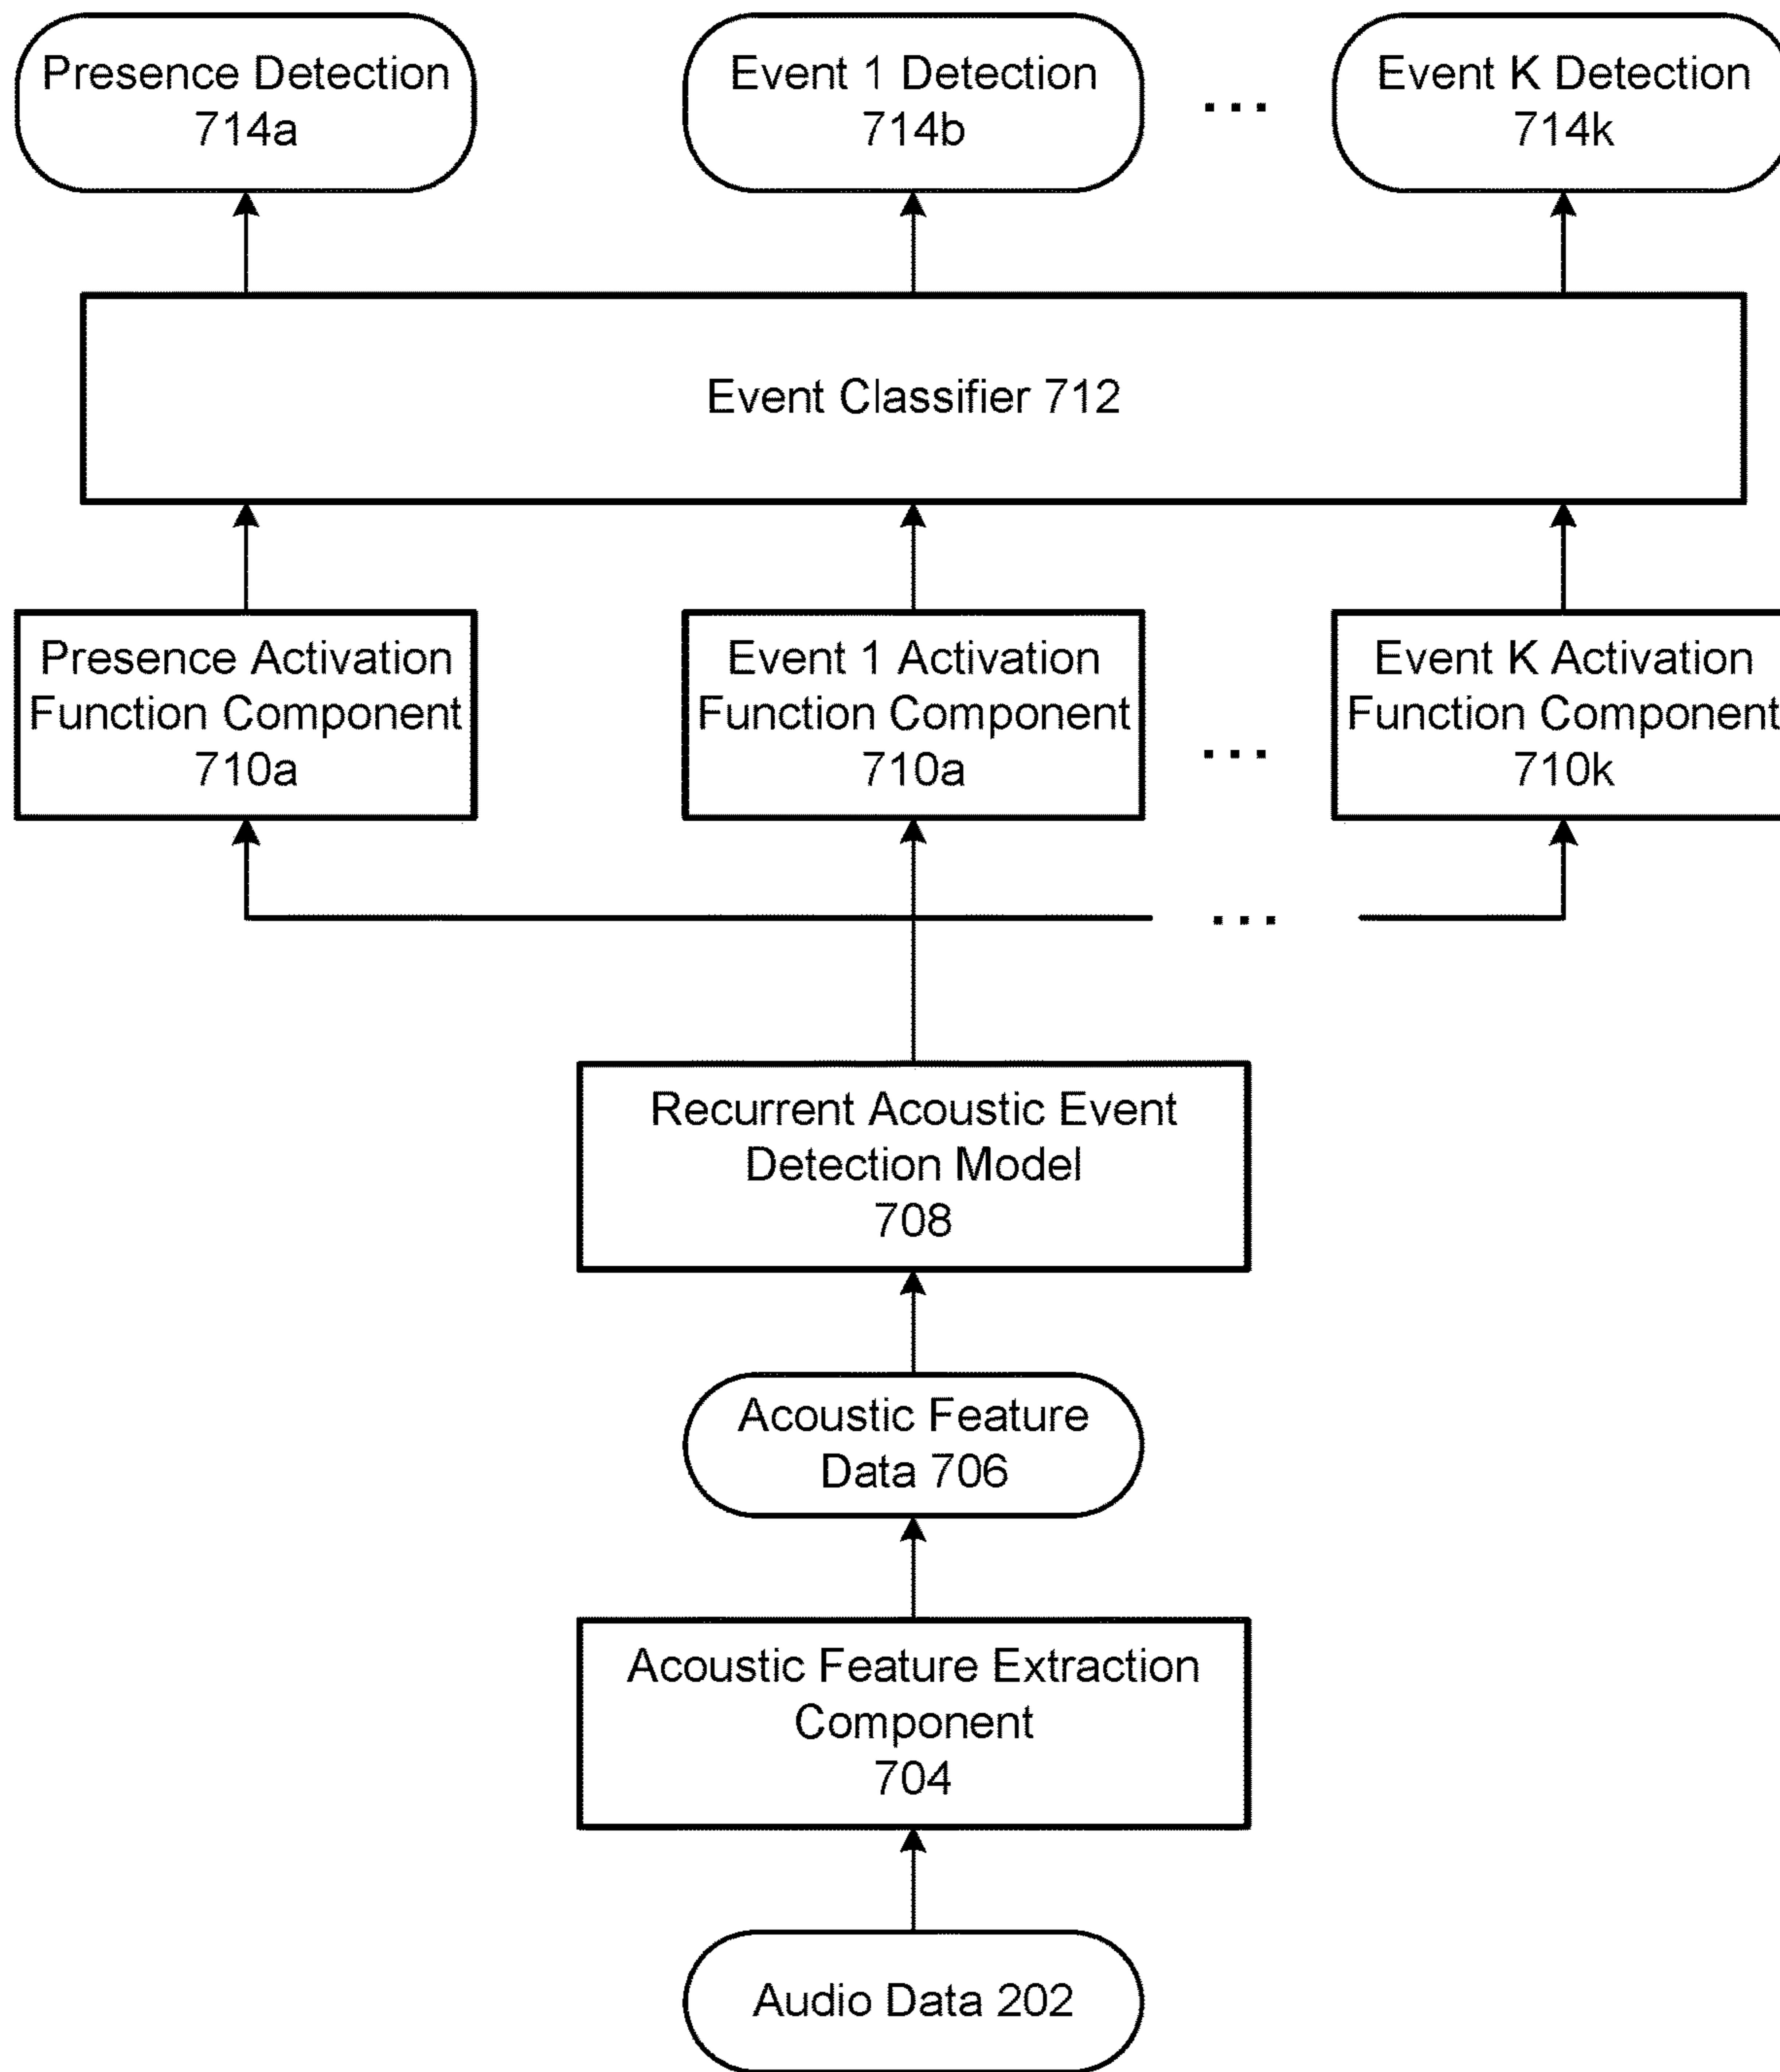 Presence Detection
714a
Event 1 Detection
714b
...
Event K Detection
714k
Event Classifier 712
Presence Activation
Function Component
710a
Event 1 Activation
Function Component
710a
...
Event K Activation
Function Component
710k
...
Recurrent Acoustic Event
Detection Model
708
Acoustic Feature
Data 706
Acoustic Feature Extraction
Component
704
Audio Data 202